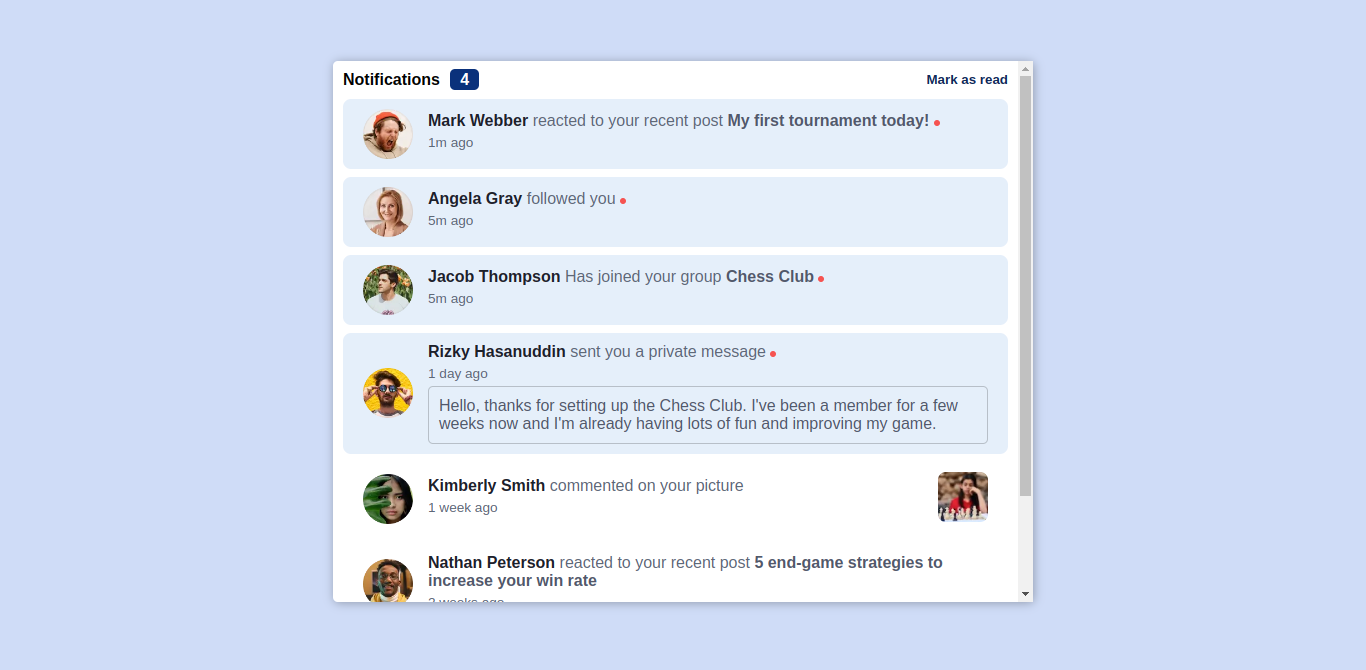 Notifications 4 Mark as read
Mark Webber reacted to your recent post My first tournament today!
1m ago
Angela Gray followed you
5m ago
Jacob Thompson Has joined your group Chess Club
5m ago
Rizky Hasanuddin sent you a private message
1 day ago
Hello, thanks for setting up the Chess Club. I've been a member for a few
weeks now and I'm already having lots of fun and improving my game.
Kimberly Smith commented on your picture
1 week ago
Nathan Peterson reacted to your recent post 5 end-game strategies to
increase your win rate
2 weeks ago